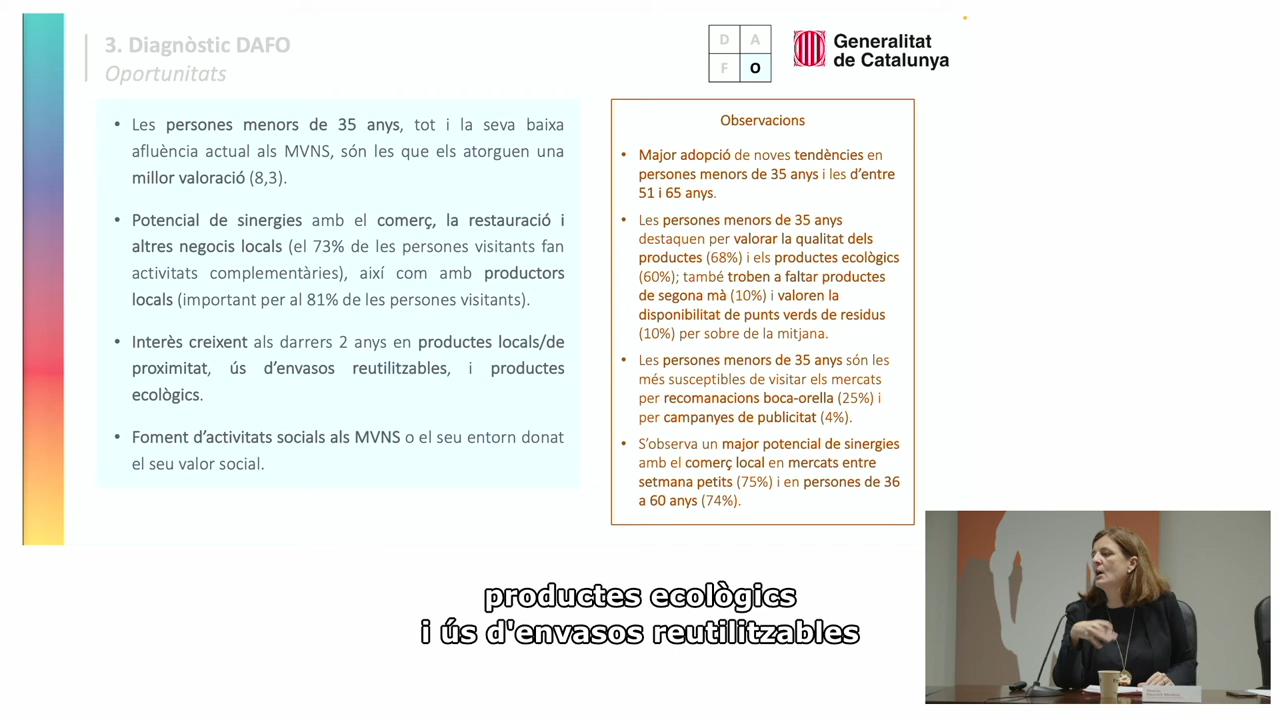 3. Diagnòstic DAFO
Oportunitats
D A
F O
Generalitat
de Catalunya
• Les persones menors de 35 anys, tot i la seva baixa
afluència actual als MVNS, són les que els atorguen una
millor valoració (8,3).
• Potencial de sinergies amb el comerç, la restauració i
altres negocis locals (el 73% de les persones visitants fan
activitats complementàries), així com amb productors
locals (important per al 81% de les persones visitants).
• Interès creixent als darrers 2 anys en productes locals/de
proximitat, ús d’envasos reutilitzables, i productes
ecològics.
• Foment d’activitats socials als MVNS o el seu entorn donat
el seu valor social.
Observacions
• Major adopció de noves tendències en
persones menors de 35 anys i les d’entre
51 i 65 anys.
• Les persones menors de 35 anys
destaquen per valorar la qualitat dels
productes (68%) i els productes ecològics
(60%); també troben a faltar productes
de segona mà (10%) i valoren la
disponibilitat de punts verds de residus
(10%) per sobre de la mitjana.
• Les persones menors de 35 anys són les
més susceptibles de visitar els mercats
per recomanacions boca-orella (25%) i
per campanyes de publicitat (4%).
• S’observa un major potencial de sinergies
amb el comerç local en mercats entre
setmana petits (75%) i en persones de 36
a 60 anys (74%).
productes ecològics
i ús d'envasos reutilitzables